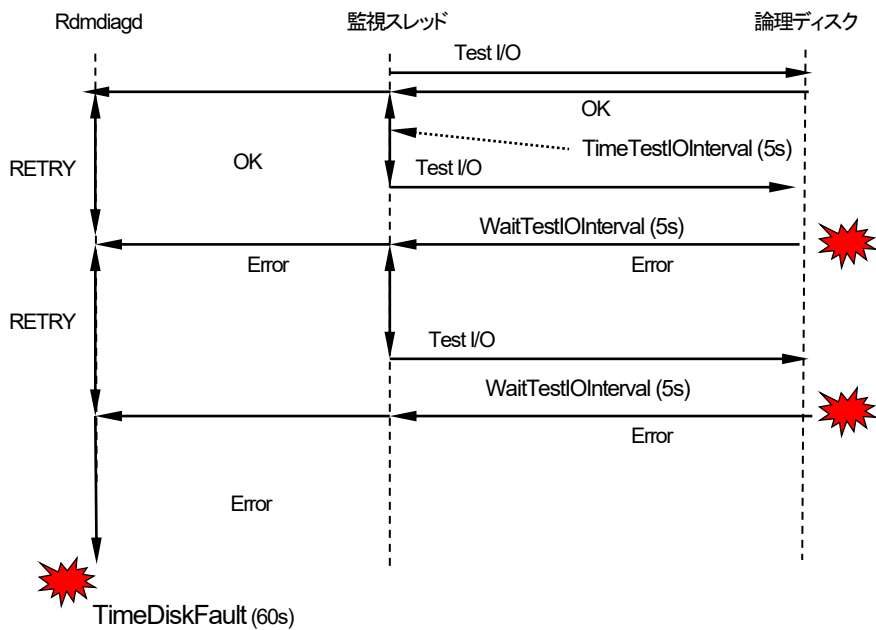 Rdmdiagd
監視スレッド
論理ディスク
Test I/O
OK
TimeTestIOInterval (5s)
RETRY
OK
Test I/O
WaitTestIOInterval (5s)
Error
Error
RETRY
Test I/O
WaitTestIOInterval (5s)
Error
Error
TimeDiskFault (60s)